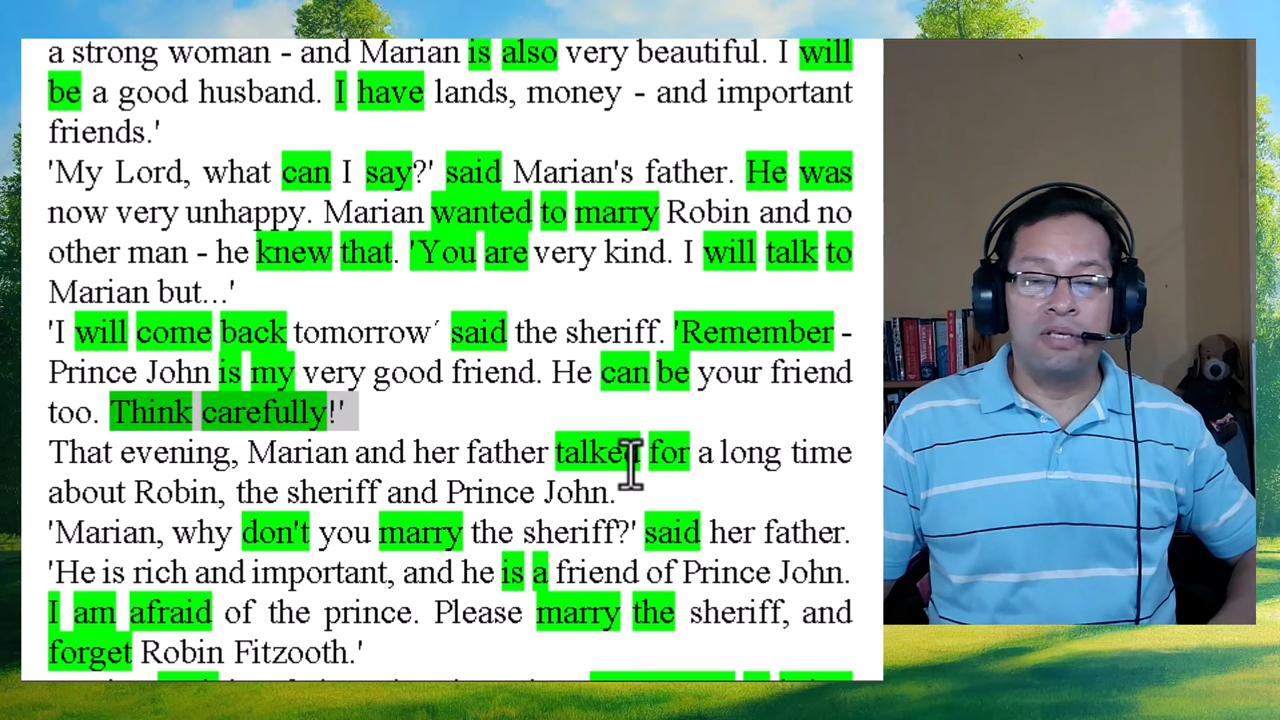 a strong woman - and Marian is also very beautiful. I will
be a good husband. I have lands, money - and important
friends.'
'My Lord, what can I say?' said Marian's father. He was
now very unhappy. Marian wanted to marry Robin and no
other man - he knew that. 'You are very kind. I will talk to
Marian but...'
'I will come back tomorrow´ said the sheriff. 'Remember -
Prince John is my very good friend. He can be your friend
too. Think carefully!'
That evening, Marian and her father talked for a long time
about Robin, the sheriff and Prince John.
'Marian, why don't you marry the sheriff?' said her father.
'He is rich and important, and he is a friend of Prince John.
I am afraid of the prince. Please marry the sheriff, and
forget Robin Fitzooth.'